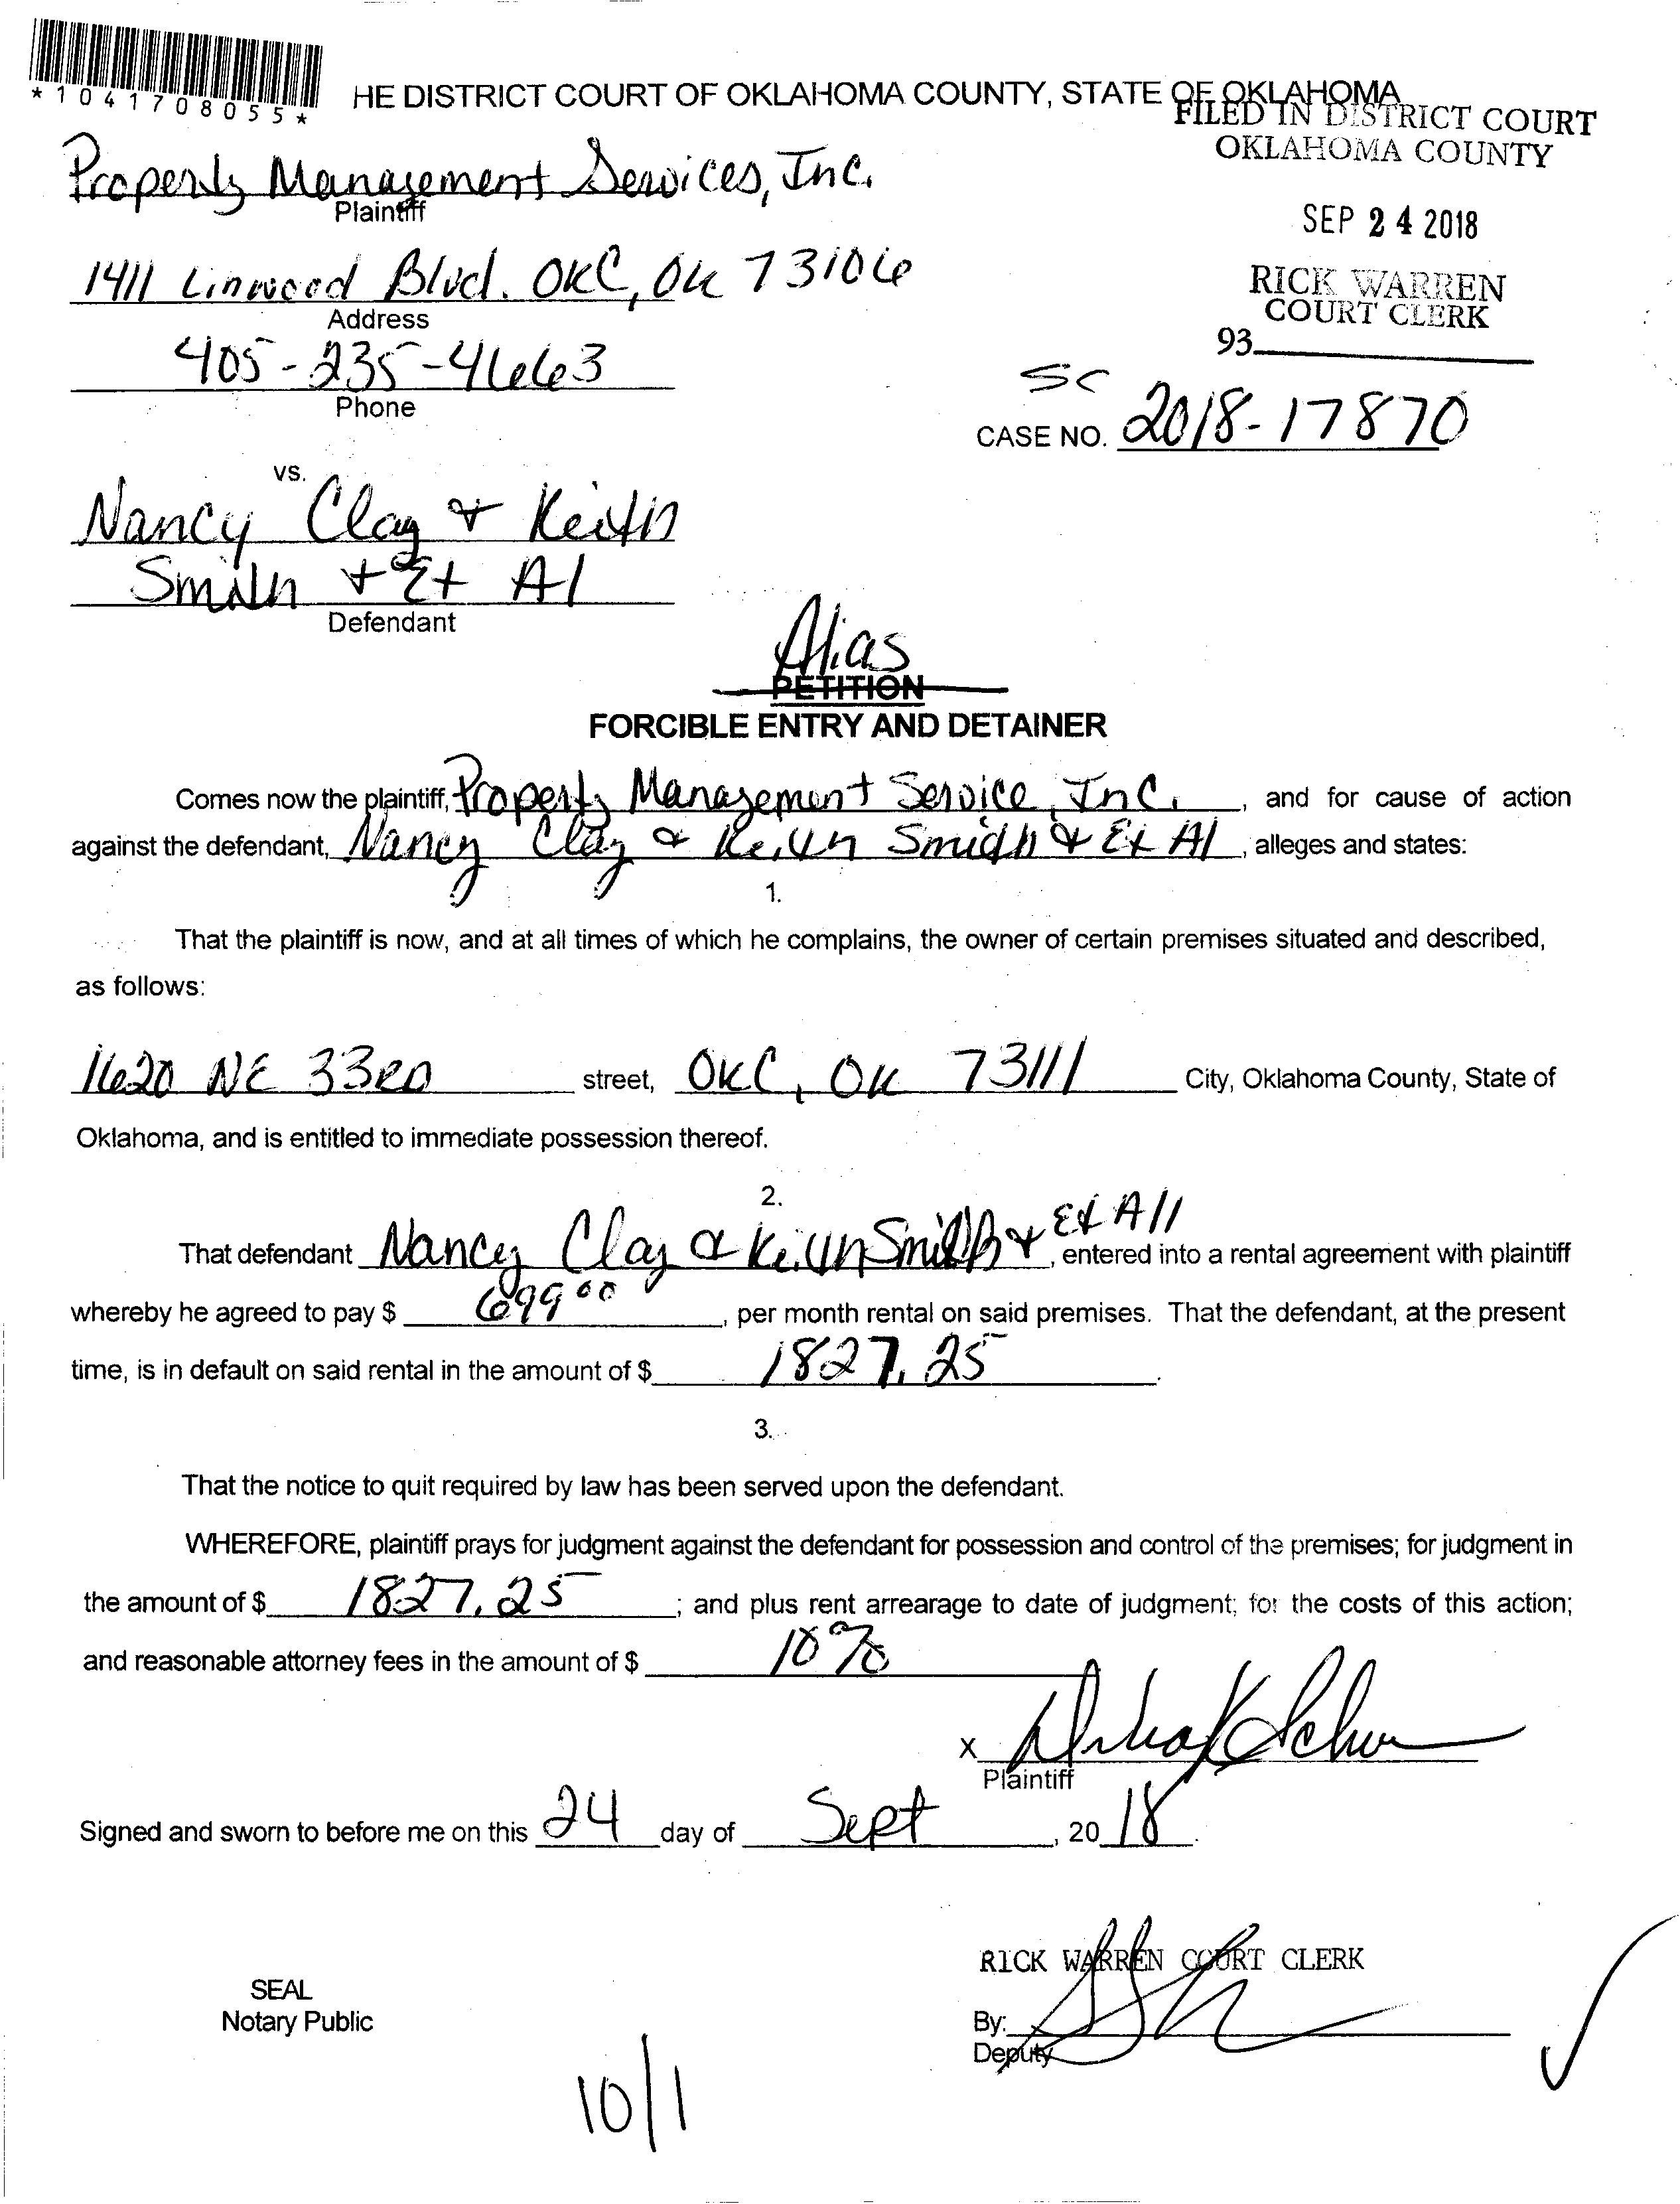 *1041708055*
HE DISTRICT COURT OF OKLAHOMA COUNTY, STATE OF OKLAHOMA
FILED IN DISTRICT COURT
OKLAHOMA COUNTY
Property Management Services, Inc.
Plaintiff
SEP 24 2018
1411 Linwood Blvd. OKC, OK 73106
Address
RICK WARREN
COURT CLERK
93
405-235-4663
Phone
SC
CASE NO. 2018-17870
vs.
Nancy Clay & Keith
Smith + Et Al
Defendant
Alias
PETITION
FORCIBLE ENTRY AND DETAINER
Comes now the plaintiff, Property Management Service, Inc. , and for cause of action
against the defendant, Nancy Clay & Keith Smith & Et Al , alleges and states:
1.
That the plaintiff is now, and at all times of which he complains, the owner of certain premises situated and described,
as follows:
1620 NE 33RD street, OKC, OK 73111 City, Oklahoma County, State of
Oklahoma, and is entitled to immediate possession thereof.
2.
That defendant Nancy Clay & Keith Smith & Et All , entered into a rental agreement with plaintiff
whereby he agreed to pay $ 699 00 , per month rental on said premises. That the defendant, at the present
time, is in default on said rental in the amount of $ 1827.25 .
3.
That the notice to quit required by law has been served upon the defendant.
WHEREFORE, plaintiff prays for judgment against the defendant for possession and control of the premises; for judgment in
the amount of $ 1827.25 ; and plus rent arrearage to date of judgment; for the costs of this action;
and reasonable attorney fees in the amount of $ 10%
X
Plaintiff
Signed and sworn to before me on this 24 day of Sept , 20 18 .
RICK WARREN COURT CLERK
SEAL
Notary Public
By:
Deputy
10/1